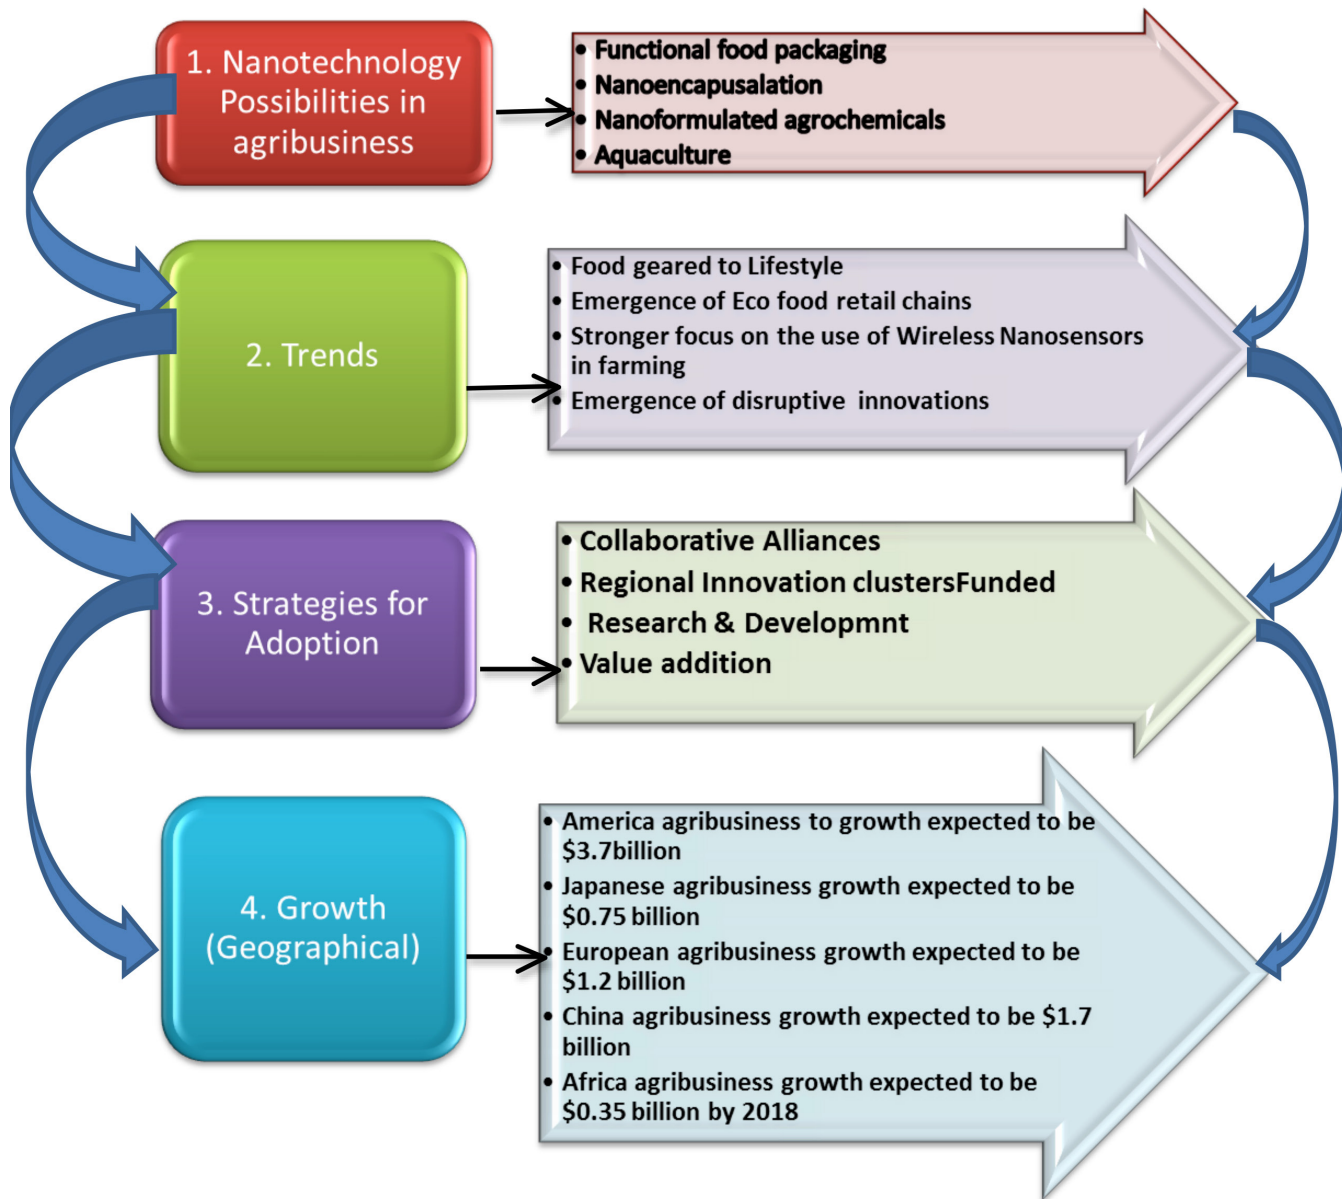 1. Nanotechnology
Possibilities in
agribusiness
• Functional food packaging
• Nanoencapusalation
• Nanoformulated agrochemicals
• Aquaculture
2. Trends
• Food geared to Lifestyle
• Emergence of Eco food retail chains
• Stronger focus on the use of Wireless Nanosensors
in farming
• Emergence of disruptive innovations
3. Strategies for
Adoption
• Collaborative Alliances
• Regional Innovation clustersFunded
• Research & Developmnt
• Value addition
4. Growth
(Geographical)
• America agribusiness to growth expected to be
$3.7billion
• Japanese agribusiness growth expected to be
$0.75 billion
• European agribusiness growth expected to be
$1.2 billion
• China agribusiness growth expected to be $1.7
billion
• Africa agribusiness growth expected to be
$0.35 billion by 2018